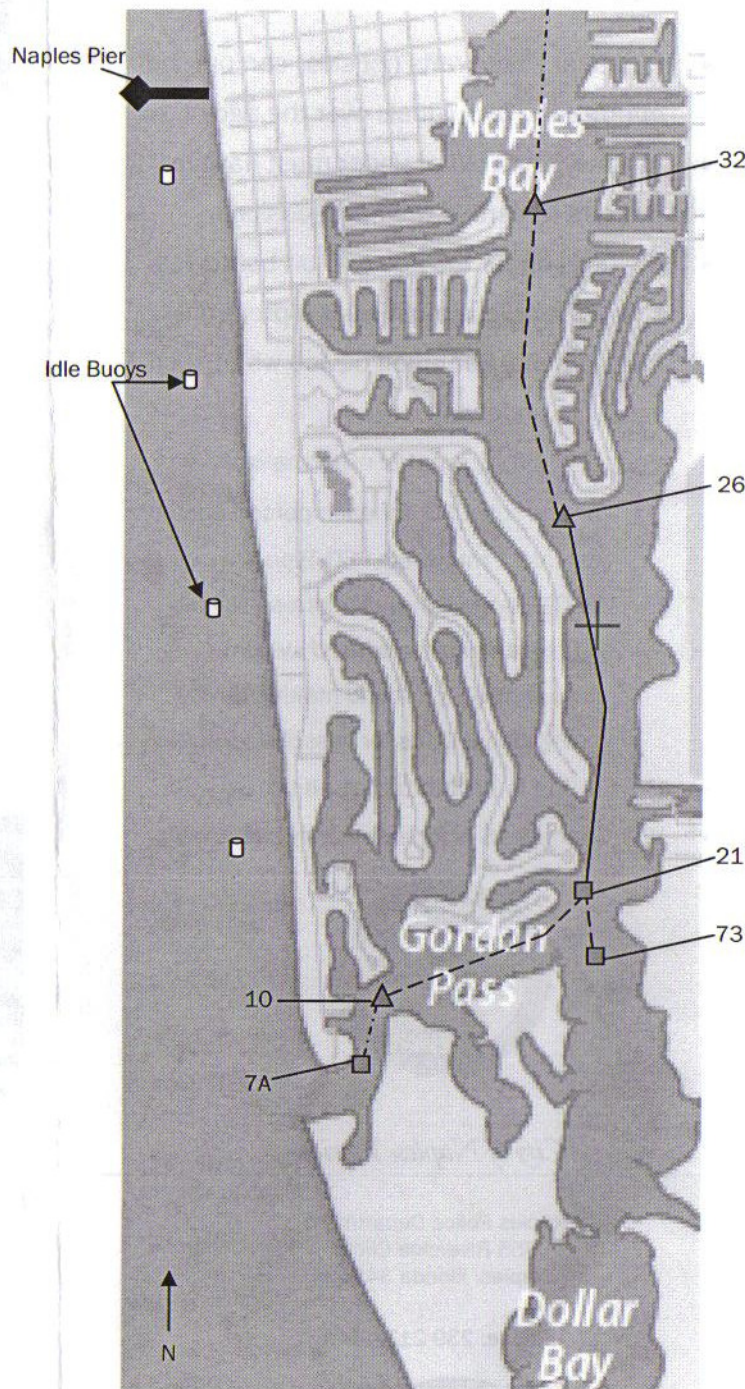 Naples Pier
Naples
Bay
32
Idle Buoys
26
21
73
Gordon
Pass
10
7A
N
Dollar
Bay